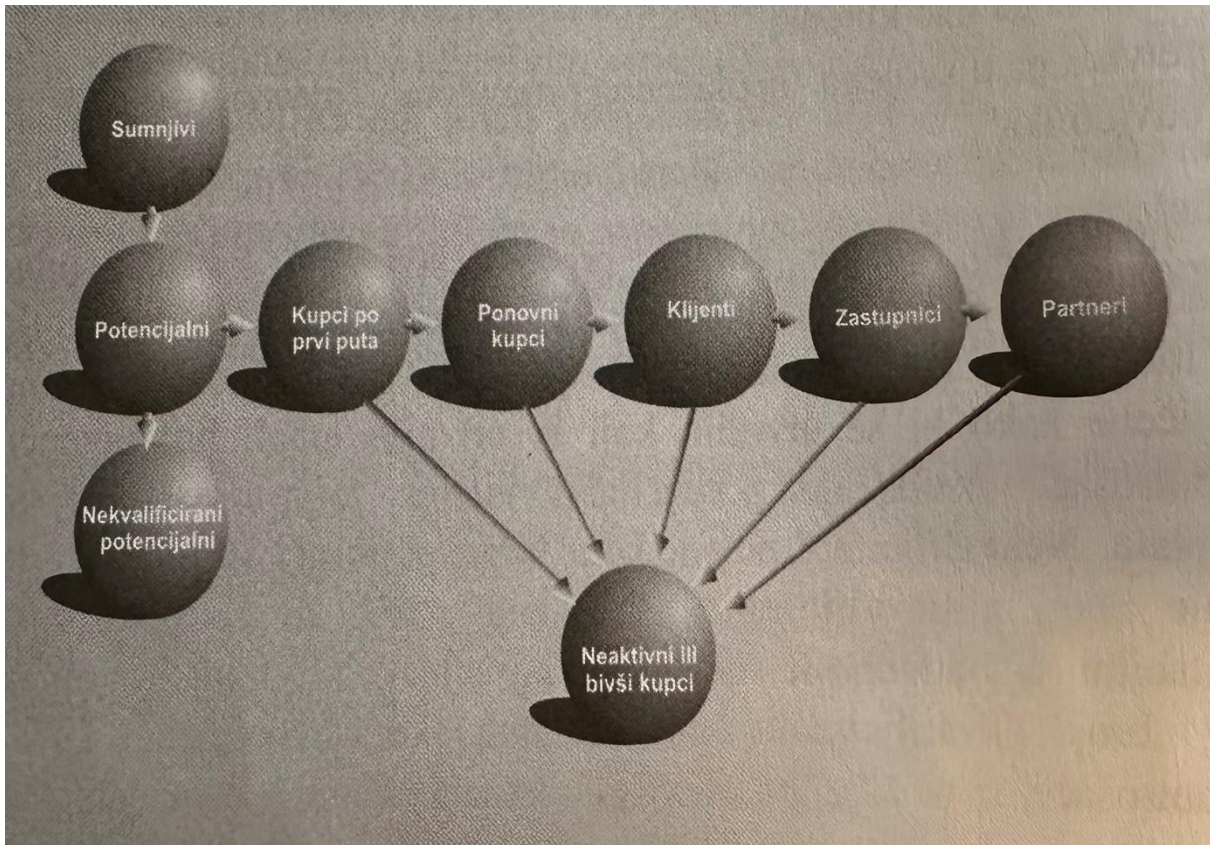 Sumnjivi
Potencijalni
Kupci po
prvi puta
Ponovni
kupci
Klijenti
Zastupnici
Partneri
Nekvalificirani
potencijalni
Neaktivni ili
bivši kupci